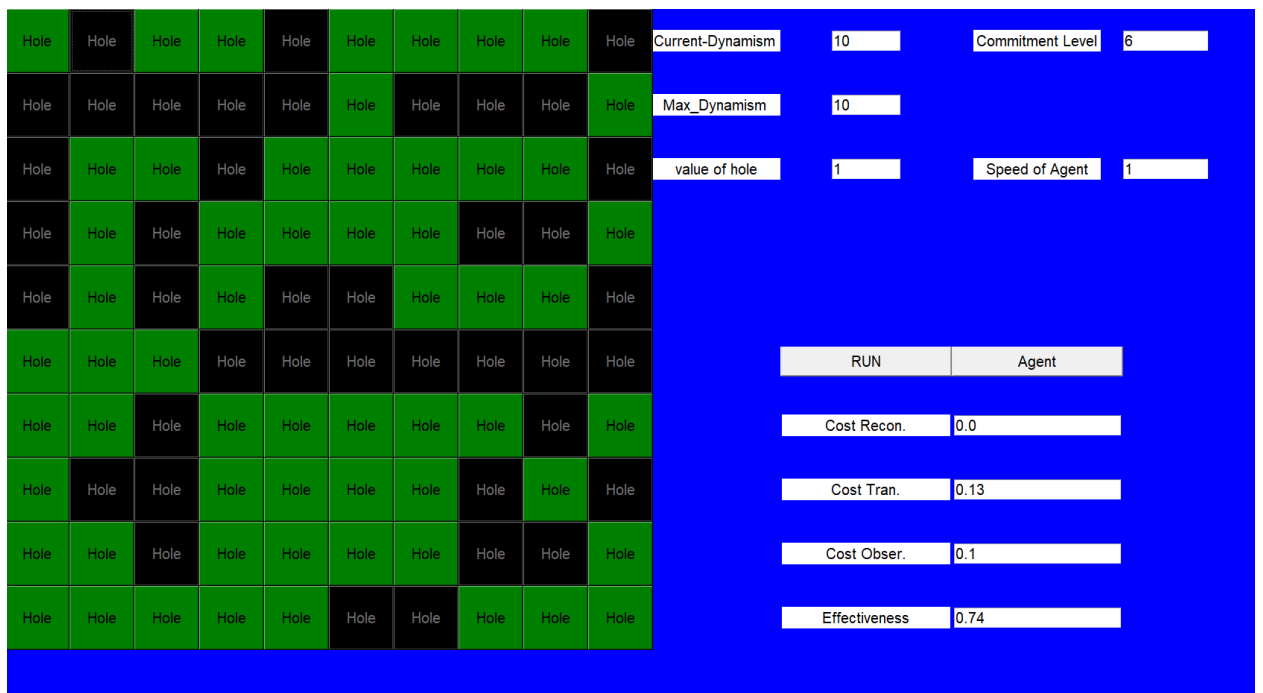 Hole Hole Hole Hole Hole Hole Hole Hole Hole Hole Current-Dynamism 10 Commitment Level 6
Hole Hole Hole Hole Hole Hole Hole Hole Hole Hole Max_Dynamism 10
Hole Hole Hole Hole Hole Hole Hole Hole Hole Hole value of hole 1 Speed of Agent 1
Hole Hole Hole Hole Hole Hole Hole Hole Hole Hole
Hole Hole Hole Hole Hole Hole Hole Hole Hole Hole
Hole Hole Hole Hole Hole Hole Hole Hole Hole Hole RUN Agent
Hole Hole Hole Hole Hole Hole Hole Hole Hole Hole Cost Recon. 0.0
Hole Hole Hole Hole Hole Hole Hole Hole Hole Hole Cost Tran. 0.13
Hole Hole Hole Hole Hole Hole Hole Hole Hole Hole Cost Obser. 0.1
Hole Hole Hole Hole Hole Hole Hole Hole Hole Hole Effectiveness 0.74